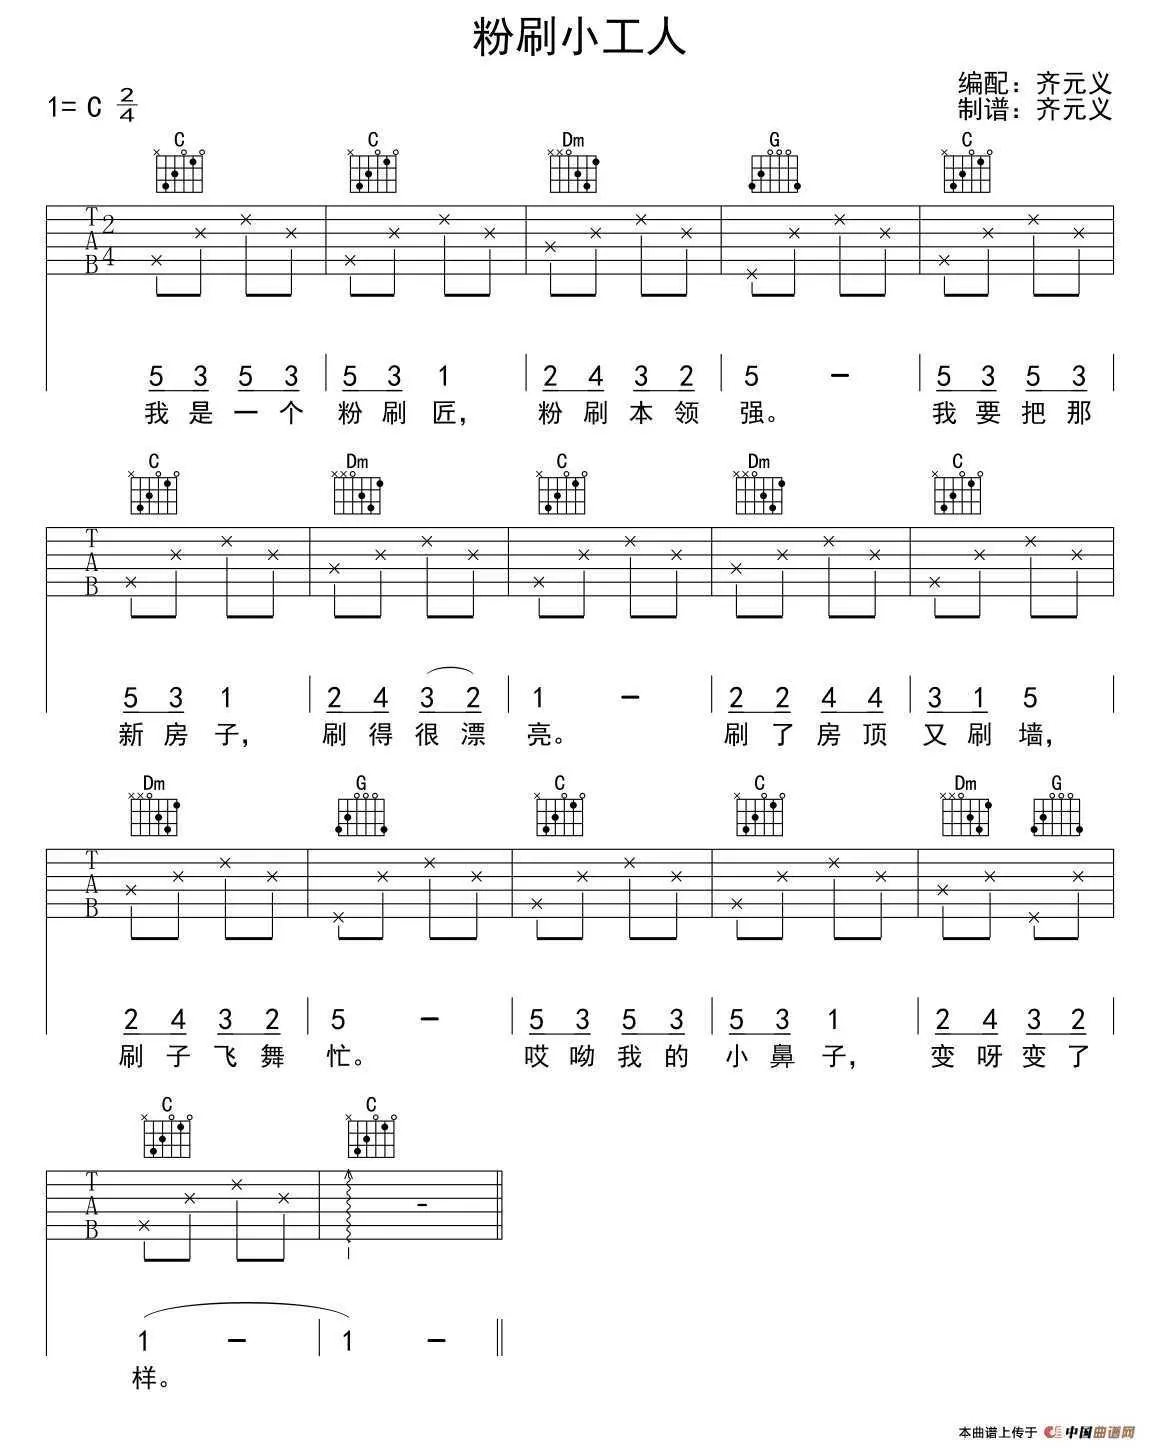 粉刷小工人
编配：齐元义
1= C 2/4
制谱：齐元义
C C Dm G C
T 2
A
B 4
5 3 5 3 5 3 1 2 4 3 2 5 - 5 3 5 3
我是一个 粉刷匠， 粉刷本领 强。 我要把那
C Dm C Dm C
T
A
B
5 3 1 2 4 3 2 1 - 2 2 4 4 3 1 5
新房子， 刷得很漂 亮。 刷了房顶 又刷墙，
Dm G C C Dm G
T
A
B
2 4 3 2 5 - 5 3 5 3 5 3 1 2 4 3 2
刷子飞舞 忙。 哎呦我的 小鼻子， 变呀变了
C C
T
A
B
1 - 1 -
样。
本曲谱上传于 中国曲谱网